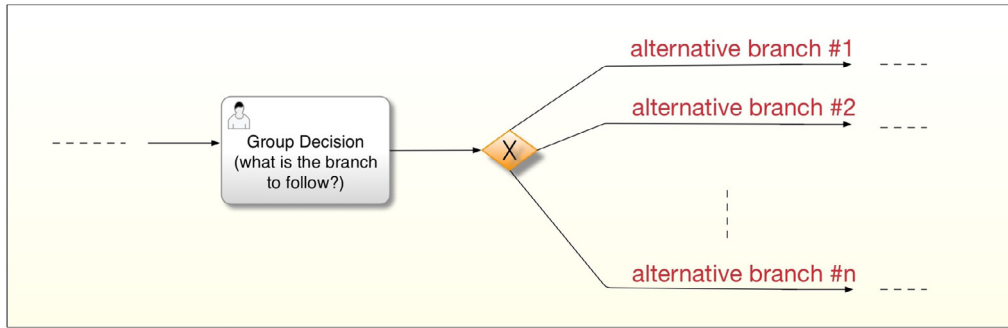 alternative branch #1
alternative branch #2
Group Decision
(what is the branch
to follow?)
X
alternative branch #n